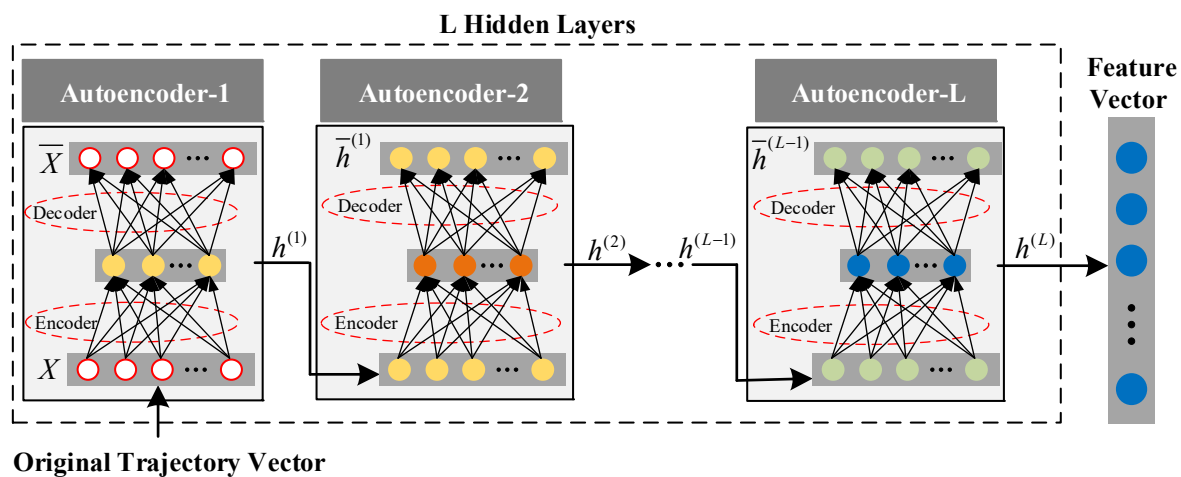 L Hidden Layers
Autoencoder-1
Autoencoder-2
Autoencoder-L
Feature
Vector
X̅
h̅⁽¹⁾
h̅⁽ᴸ⁻¹⁾
...
...
...
Decoder
Decoder
Decoder
h⁽¹⁾
h⁽²⁾
...
h⁽ᴸ⁻¹⁾
h⁽ᴸ⁾
...
...
...
Encoder
Encoder
Encoder
X
...
...
...
Original Trajectory Vector